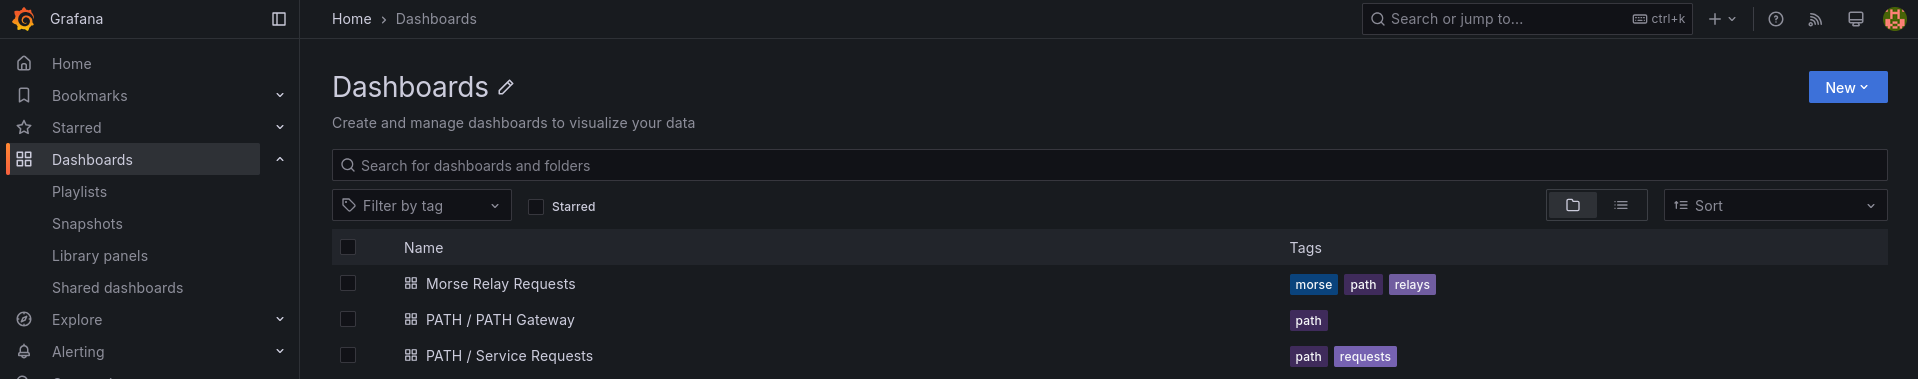 Grafana
Home › Dashboards
Search or jump to...
ctrl+k
Home
Bookmarks
Starred
Dashboards
Playlists
Snapshots
Library panels
Shared dashboards
Explore
Alerting
Dashboards
New
Create and manage dashboards to visualize your data
Search for dashboards and folders
Filter by tag
Starred
Sort
Name Tags
Morse Relay Requests morse path relays
PATH / PATH Gateway path
PATH / Service Requests path requests